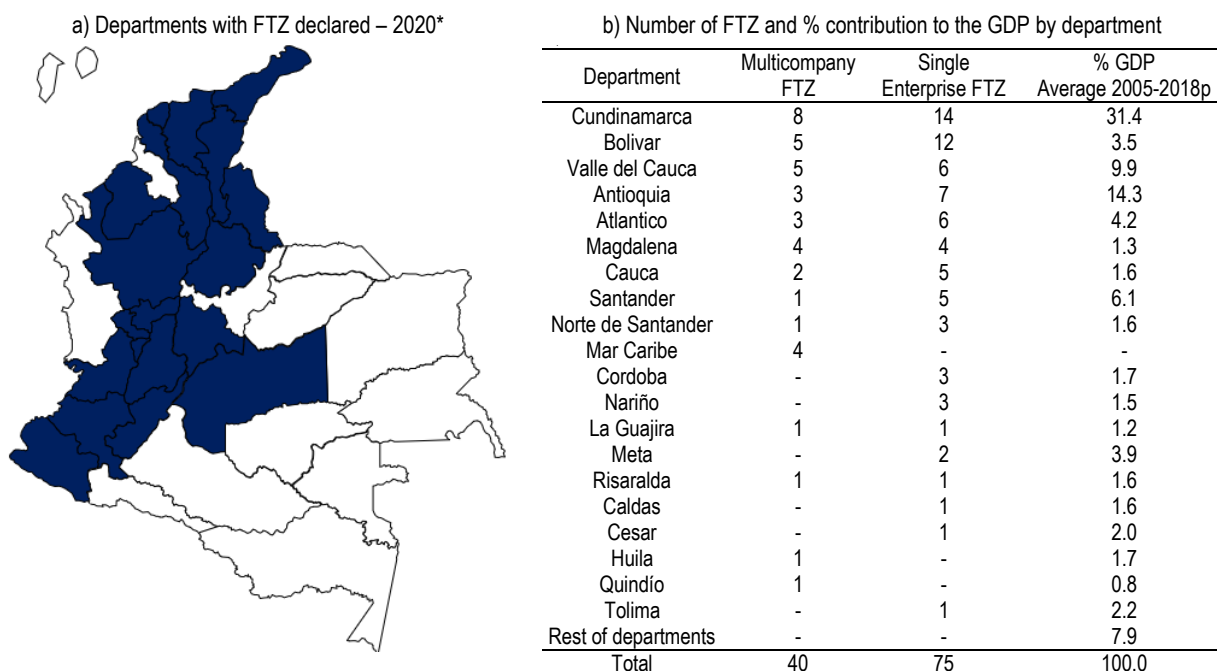 a) Departments with FTZ declared – 2020*
b) Number of FTZ and % contribution to the GDP by department
Department Multicompany FTZ Single Enterprise FTZ % GDP Average 2005-2018p
Cundinamarca 8 14 31.4
Bolivar 5 12 3.5
Valle del Cauca 5 6 9.9
Antioquia 3 7 14.3
Atlantico 3 6 4.2
Magdalena 4 4 1.3
Cauca 2 5 1.6
Santander 1 5 6.1
Norte de Santander 1 3 1.6
Mar Caribe 4 - -
Cordoba - 3 1.7
Nariño - 3 1.5
La Guajira 1 1 1.2
Meta - 2 3.9
Risaralda 1 1 1.6
Caldas - 1 1.6
Cesar - 1 2.0
Huila 1 - 1.7
Quindío 1 - 0.8
Tolima - 1 2.2
Rest of departments - - 7.9
Total 40 75 100.0